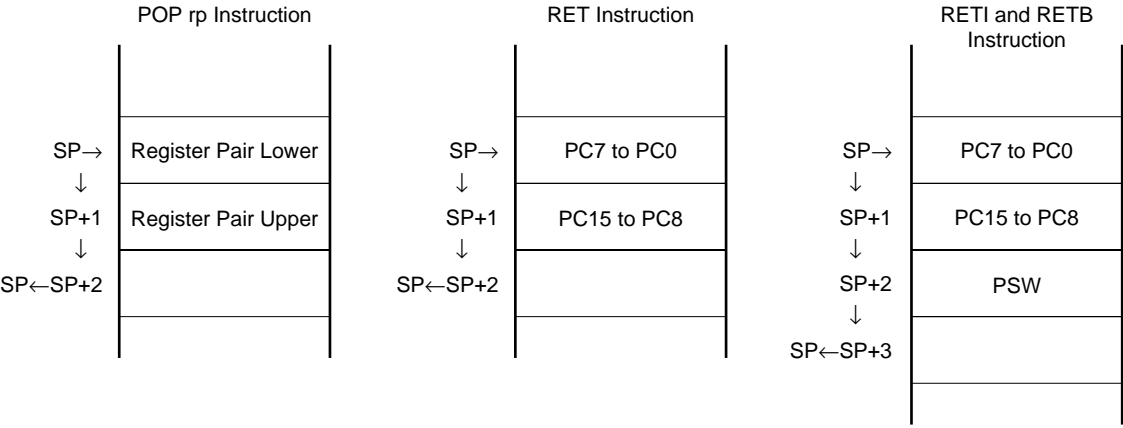 POP rp Instruction
SP→ Register Pair Lower
↓
SP+1 Register Pair Upper
↓
SP←SP+2
RET Instruction
SP→ PC7 to PC0
↓
SP+1 PC15 to PC8
↓
SP←SP+2
RETI and RETB
Instruction
SP→ PC7 to PC0
↓
SP+1 PC15 to PC8
↓
SP+2 PSW
↓
SP←SP+3